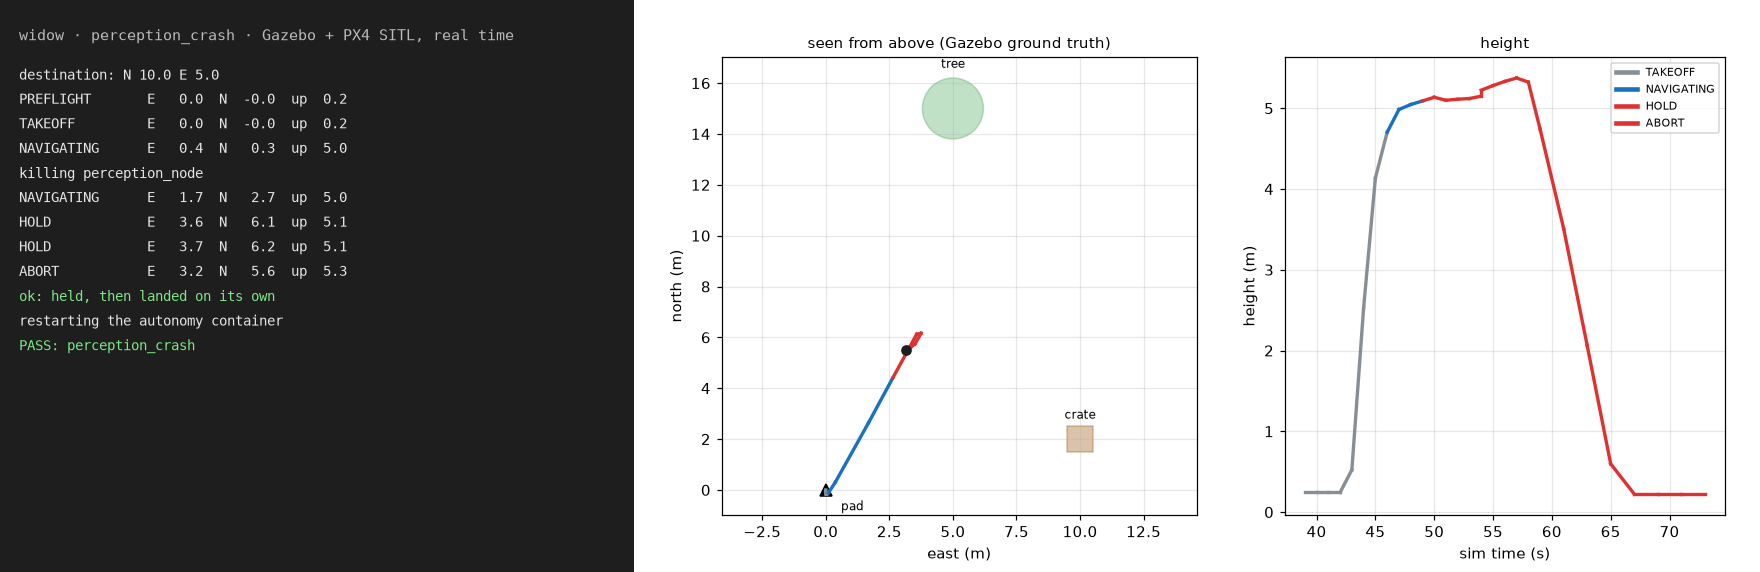 widow · perception_crash · Gazebo + PX4 SITL, real time
destination: N 10.0 E 5.0
PREFLIGHT E 0.0 N -0.0 up 0.2
TAKEOFF E 0.0 N -0.0 up 0.2
NAVIGATING E 0.4 N 0.3 up 5.0
killing perception_node
NAVIGATING E 1.7 N 2.7 up 5.0
HOLD E 3.6 N 6.1 up 5.1
HOLD E 3.7 N 6.2 up 5.1
ABORT E 3.2 N 5.6 up 5.3
ok: held, then landed on its own
restarting the autonomy container
PASS: perception_crash
seen from above (Gazebo ground truth)
tree
16
14
12
10
8
6
4
2
0
north (m)
crate
pad
−2.5 0.0 2.5 5.0 7.5 10.0 12.5
east (m)
height
TAKEOFF
NAVIGATING
HOLD
ABORT
5
4
3
2
1
0
height (m)
40 45 50 55 60 65 70
sim time (s)